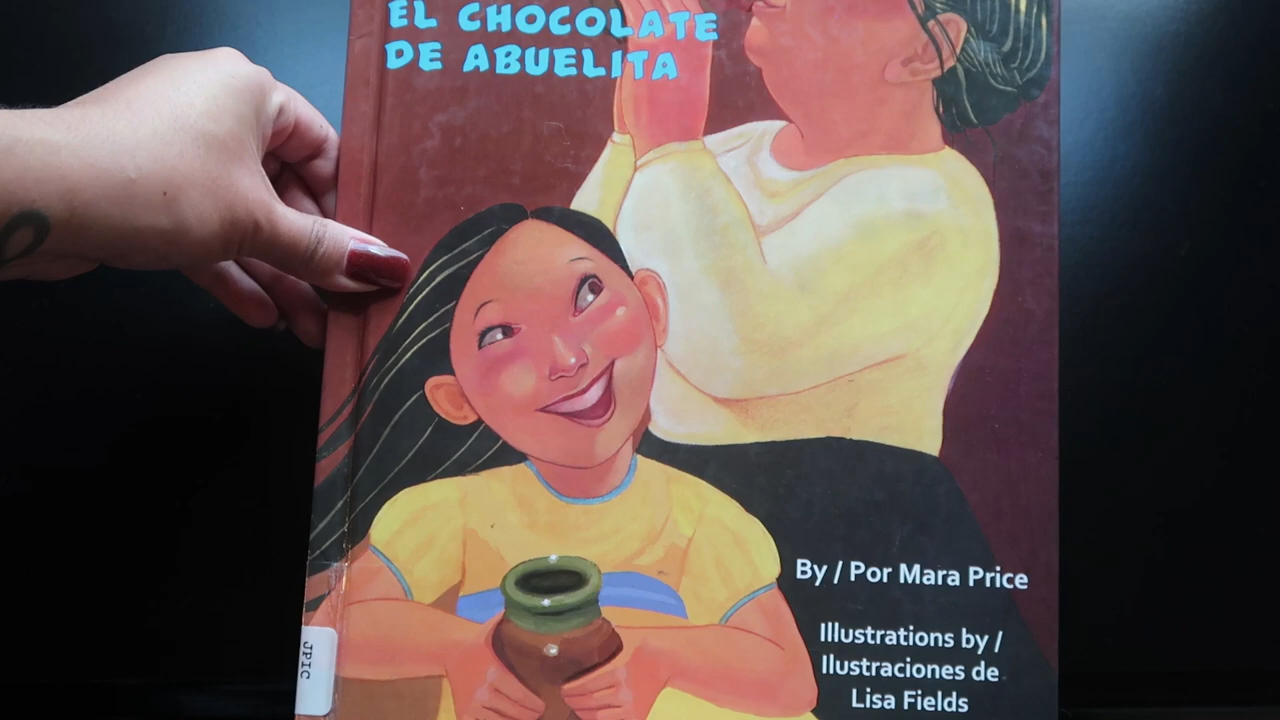 EL CHOCOLATE
DE ABUELITA
By / Por Mara Price
Illustrations by /
Ilustraciones de
Lisa Fields
JPIC